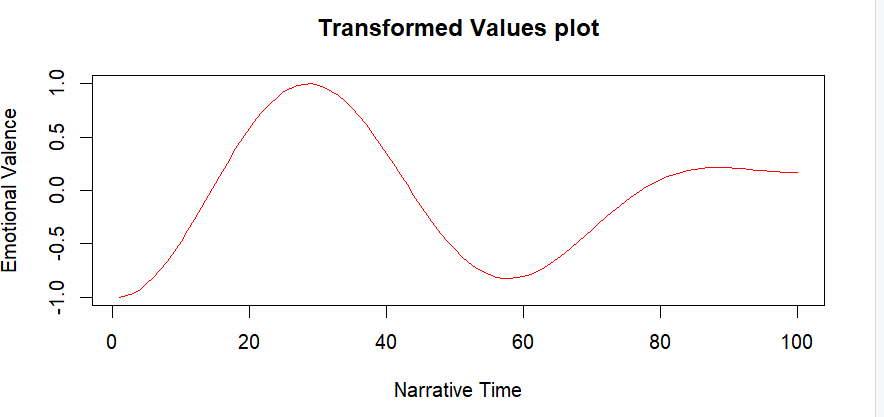 Transformed Values plot
Emotional Valence
1.0
0.5
0.0
-0.5
-1.0
0 20 40 60 80 100
Narrative Time